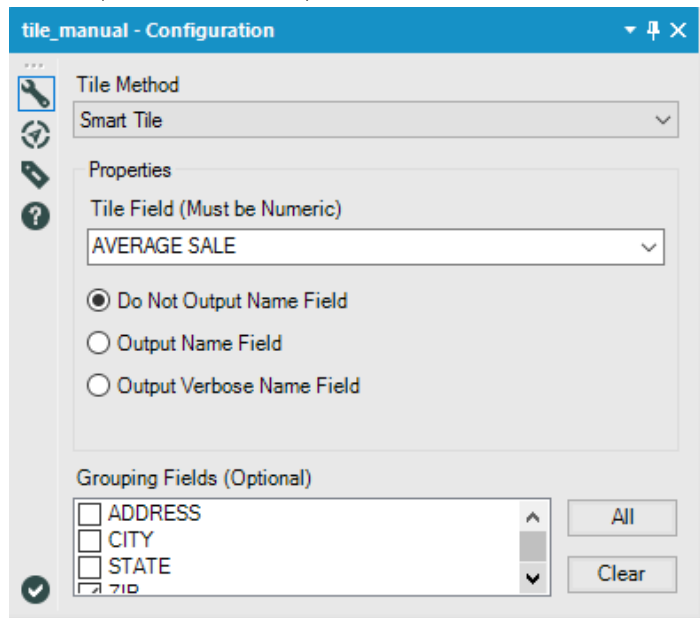 tile_manual - Configuration
Tile Method
Smart Tile
Properties
Tile Field (Must be Numeric)
AVERAGE SALE
Do Not Output Name Field
Output Name Field
Output Verbose Name Field
Grouping Fields (Optional)
ADDRESS
All
CITY
STATE
Clear
ZIP